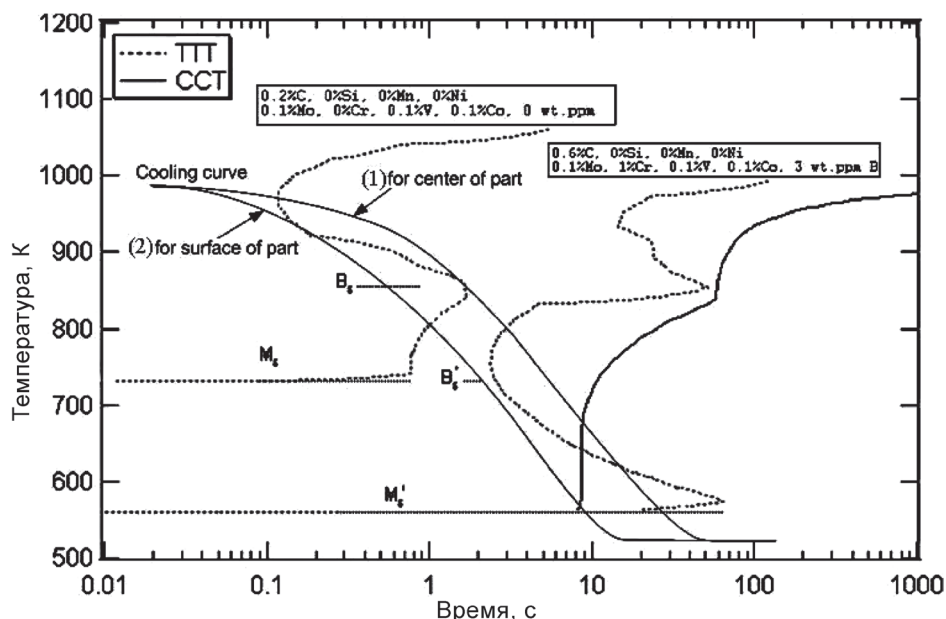 1200
1100
1000
900
800
700
600
500
Температура, К
TTT
CCT
0.2%C, 0%Si, 0%Mn, 0%Ni
0.1%Mo, 0%Cr, 0.1%V, 0.1%Co, 0 wt.ppm
0.6%C, 0%Si, 0%Mn, 0%Ni
0.1%Mo, 1%Cr, 0.1%V, 0.1%Co, 3 wt.ppm B
Cooling curve
(1) for center of part
(2) for surface of part
Bs
Ms
Bs'
Ms'
0.01
0.1
1
10
100
1000
Время, с